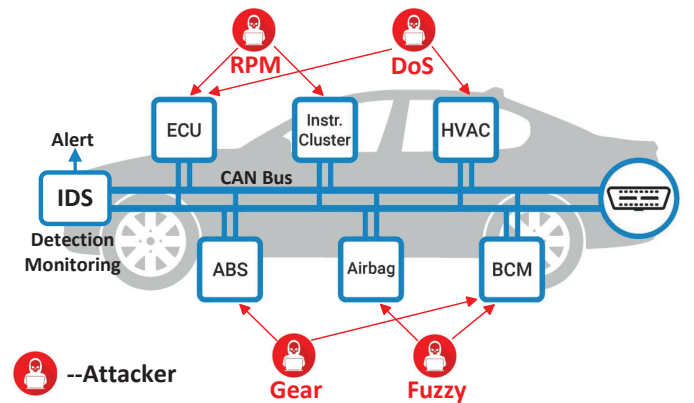 RPM
DoS
ECU
Instr.
Cluster
HVAC
Alert
CAN Bus
IDS
Detection
Monitoring
ABS
Airbag
BCM
--Attacker
Gear
Fuzzy